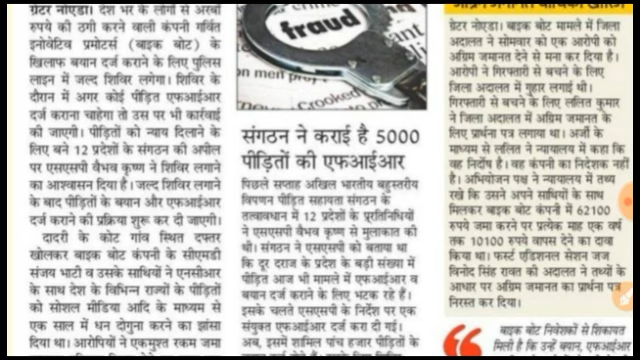 ग्रेटर नोएडा। देश भर के लोगों से अरबों
रुपये की ठगी करने वाली कंपनी गर्वित
इनोवेटिव प्रमोटर्स (बाइक बोट) के
खिलाफ बयान दर्ज कराने के लिए पुलिस
लाइन में जल्द शिविर लगेगा। शिविर के
दौरान में अगर कोई पीड़ित एफआईआर
दर्ज कराना चाहेगा तो उस पर भी कार्रवाई
की जाएगी। पीड़ितों को न्याय दिलाने के
लिए बने 12 प्रदेशों के संगठन की अपील
पर एसएसपी वैभव कृष्ण ने शिविर लगाने
का आश्वासन दिया है। जल्द शिविर लगाने
के बाद पीड़ितों के बयान और एफआईआर
दर्ज कराने की प्रक्रिया शुरू कर दी जाएगी।
दादरी के कोट गांव स्थित दफ्तर
खोलकर बाइक बोट कंपनी के सीएमडी
संजय भाटी व उसके साथियों ने एनसीआर
के साथ देश के विभिन्न राज्यों के पीड़ितों
को सोशल मीडिया आदि के माध्यम से
एक साल में धन दोगुना करने का झांसा
दिया था। आरोपियों ने एकमुश्त रकम जमा
fraud
Crooked
संगठन ने कराई है 5000
पीड़ितों की एफआईआर
पिछले सप्ताह अखिल भारतीय बहुस्तरीय
विपणन पीड़ित सहायता संगठन के
तत्वावधान में 12 प्रदेशों के प्रतिनिधियों
ने एसएसपी वैभव कृष्ण से मुलाकात की
थी। संगठन ने एसएसपी को बताया था
कि दूर दराज के प्रदेश के बड़ी संख्या में
पीड़ित आज भी मामले में एफआईआर व
बयान दर्ज कराने के लिए भटक रहे हैं।
इसके चलते एसएसपी के निर्देश पर एक
संयुक्त एफआईआर दर्ज करा दी गई।
अब, इसमें शामिल पांच हजार पीड़ितों के
ग्रेटर नोएडा। बाइक बोट मामले में जिला
अदालत ने सोमवार को एक आरोपी को
अग्रिम जमानत देने से मना कर दिया है।
आरोपी ने गिरफ्तारी से बचने के लिए
जिला अदालत में गुहार लगाई थी।
गिरफ्तारी से बचने के लिए ललित कुमार
ने जिला अदालत में अग्रिम जमानत के
लिए प्रार्थना पत्र लगाया था। अर्जी के
माध्यम से ललित ने न्यायालय में कहा कि
वह निर्दोष है। वह कंपनी का निदेशक नहीं
है। अभियोजन पक्ष ने न्यायालय में तथ्य
रखे कि उसने अपने साथियों के साथ
मिलकर बाइक बोट कंपनी में 62100
रुपये जमा करने पर प्रत्येक माह एक वर्ष
तक 10100 रुपये वापस देने का दावा
किया था। फर्स्ट एडिशनल सेशन जज
विनोद सिंह रावत की अदालत ने तथ्यों के
आधार पर अग्रिम जमानत का प्रार्थना पत्र
निरस्त कर दिया।
बाइक बोट निवेशकों से शिकायत
मिली है कि उन्हें बयान, एफआईआर